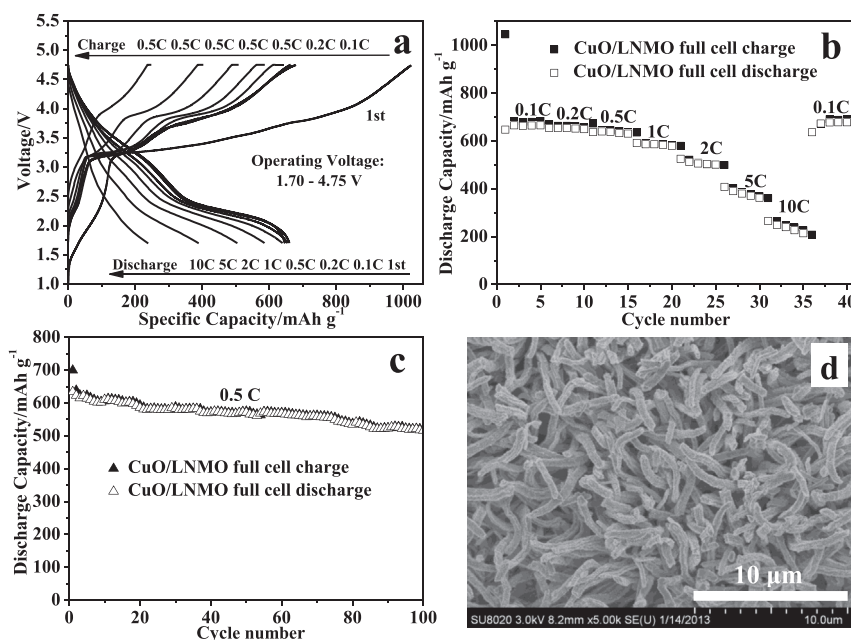 a
Charge 0.5C 0.5C 0.5C 0.5C 0.5C 0.2C 0.1C
1st
Operating Voltage:
1.70 - 4.75 V
Discharge 10C 5C 2C 1C 0.5C 0.2C 0.1C 1st
5.5
5.0
4.5
4.0
3.5
3.0
2.5
2.0
1.5
1.0
Voltage/V
0 200 400 600 800 1000
Specific Capacity/mAh g-1
b
CuO/LNMO full cell charge
CuO/LNMO full cell discharge
0.1C 0.2C 0.5C 1C 2C 5C 10C 0.1C
1000
800
600
400
200
0
Discharge Capacity/mAh g-1
0 5 10 15 20 25 30 35 40
Cycle number
c
0.5 C
CuO/LNMO full cell charge
CuO/LNMO full cell discharge
800
700
600
500
400
300
200
100
0
Discharge Capacity/mAh g-1
0 20 40 60 80 100
Cycle number
d
10 μm
SU8020 3.0kV 8.2mm x5.00k SE(U) 1/14/2013 10.0um